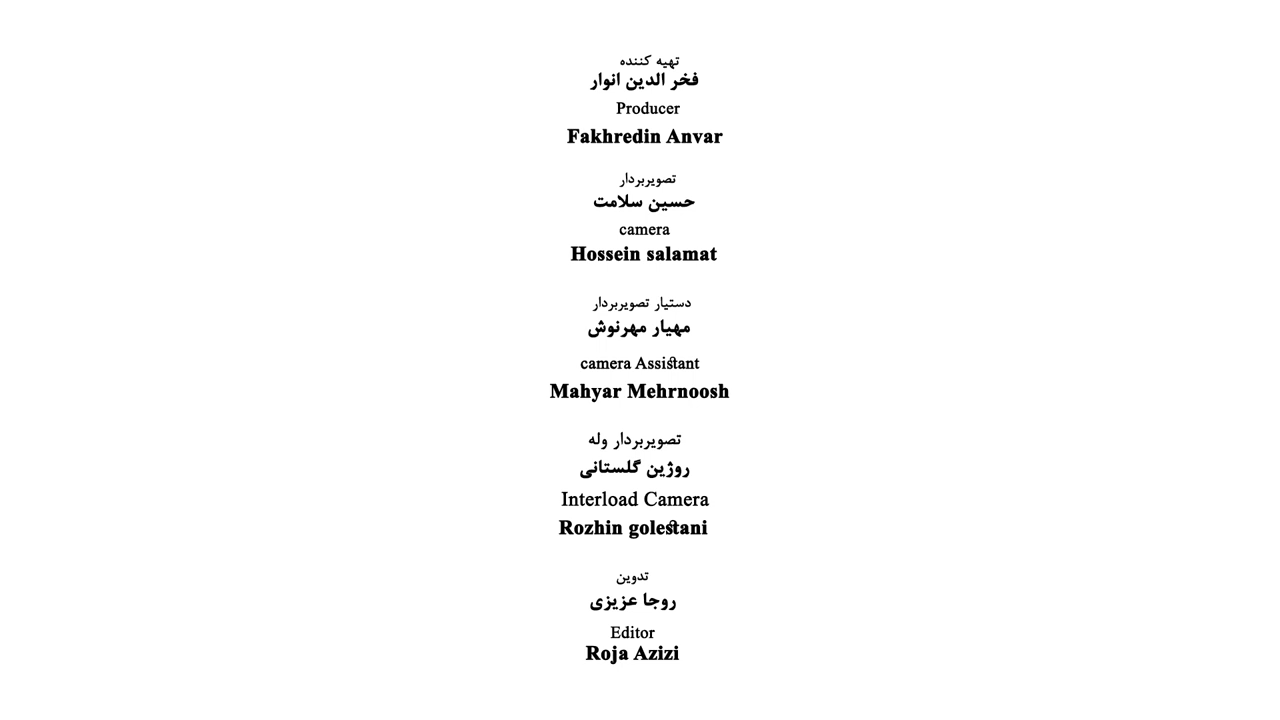 تهیه کننده
فخر الدین انوار
Producer
Fakhredin Anvar
تصویربردار
حسین سلامت
camera
Hossein salamat
دستیار تصویربردار
مهیار مهرنوش
camera Assistant
Mahyar Mehrnoosh
تصویربردار وله
روژین گلستانی
Interload Camera
Rozhin golestani
تدوین
روجا عزیزی
Editor
Roja Azizi